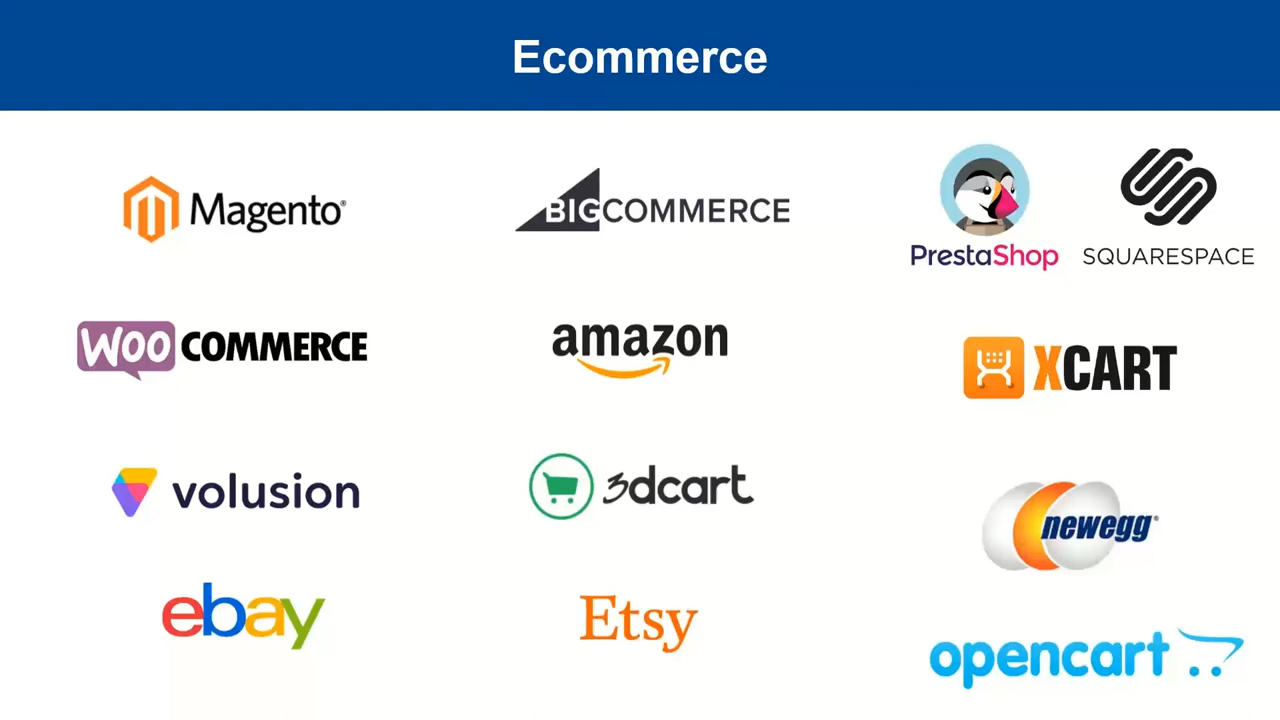 Ecommerce
Magento®
BIGCOMMERCE
PrestaShop
SQUARESPACE
WOO COMMERCE
amazon
XCART
volusion
3dcart
newegg®
ebay
Etsy
opencart